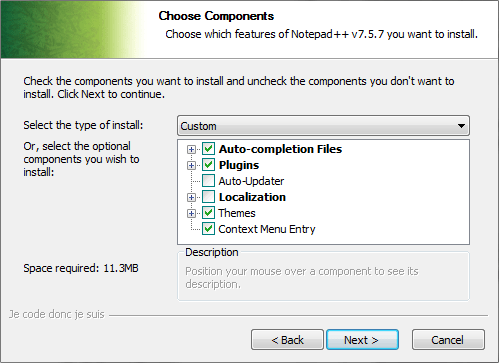 Choose Components
Choose which features of Notepad++ v7.5.7 you want to install.
Check the components you want to install and uncheck the components you don't want to
install. Click Next to continue.
Select the type of install:
Custom
Or, select the optional
components you wish to
install:
Auto-completion Files
Plugins
Auto-Updater
Localization
Themes
Context Menu Entry
Space required: 11.3MB
Description
Position your mouse over a component to see its
description.
Je code donc je suis
< Back
Next >
Cancel